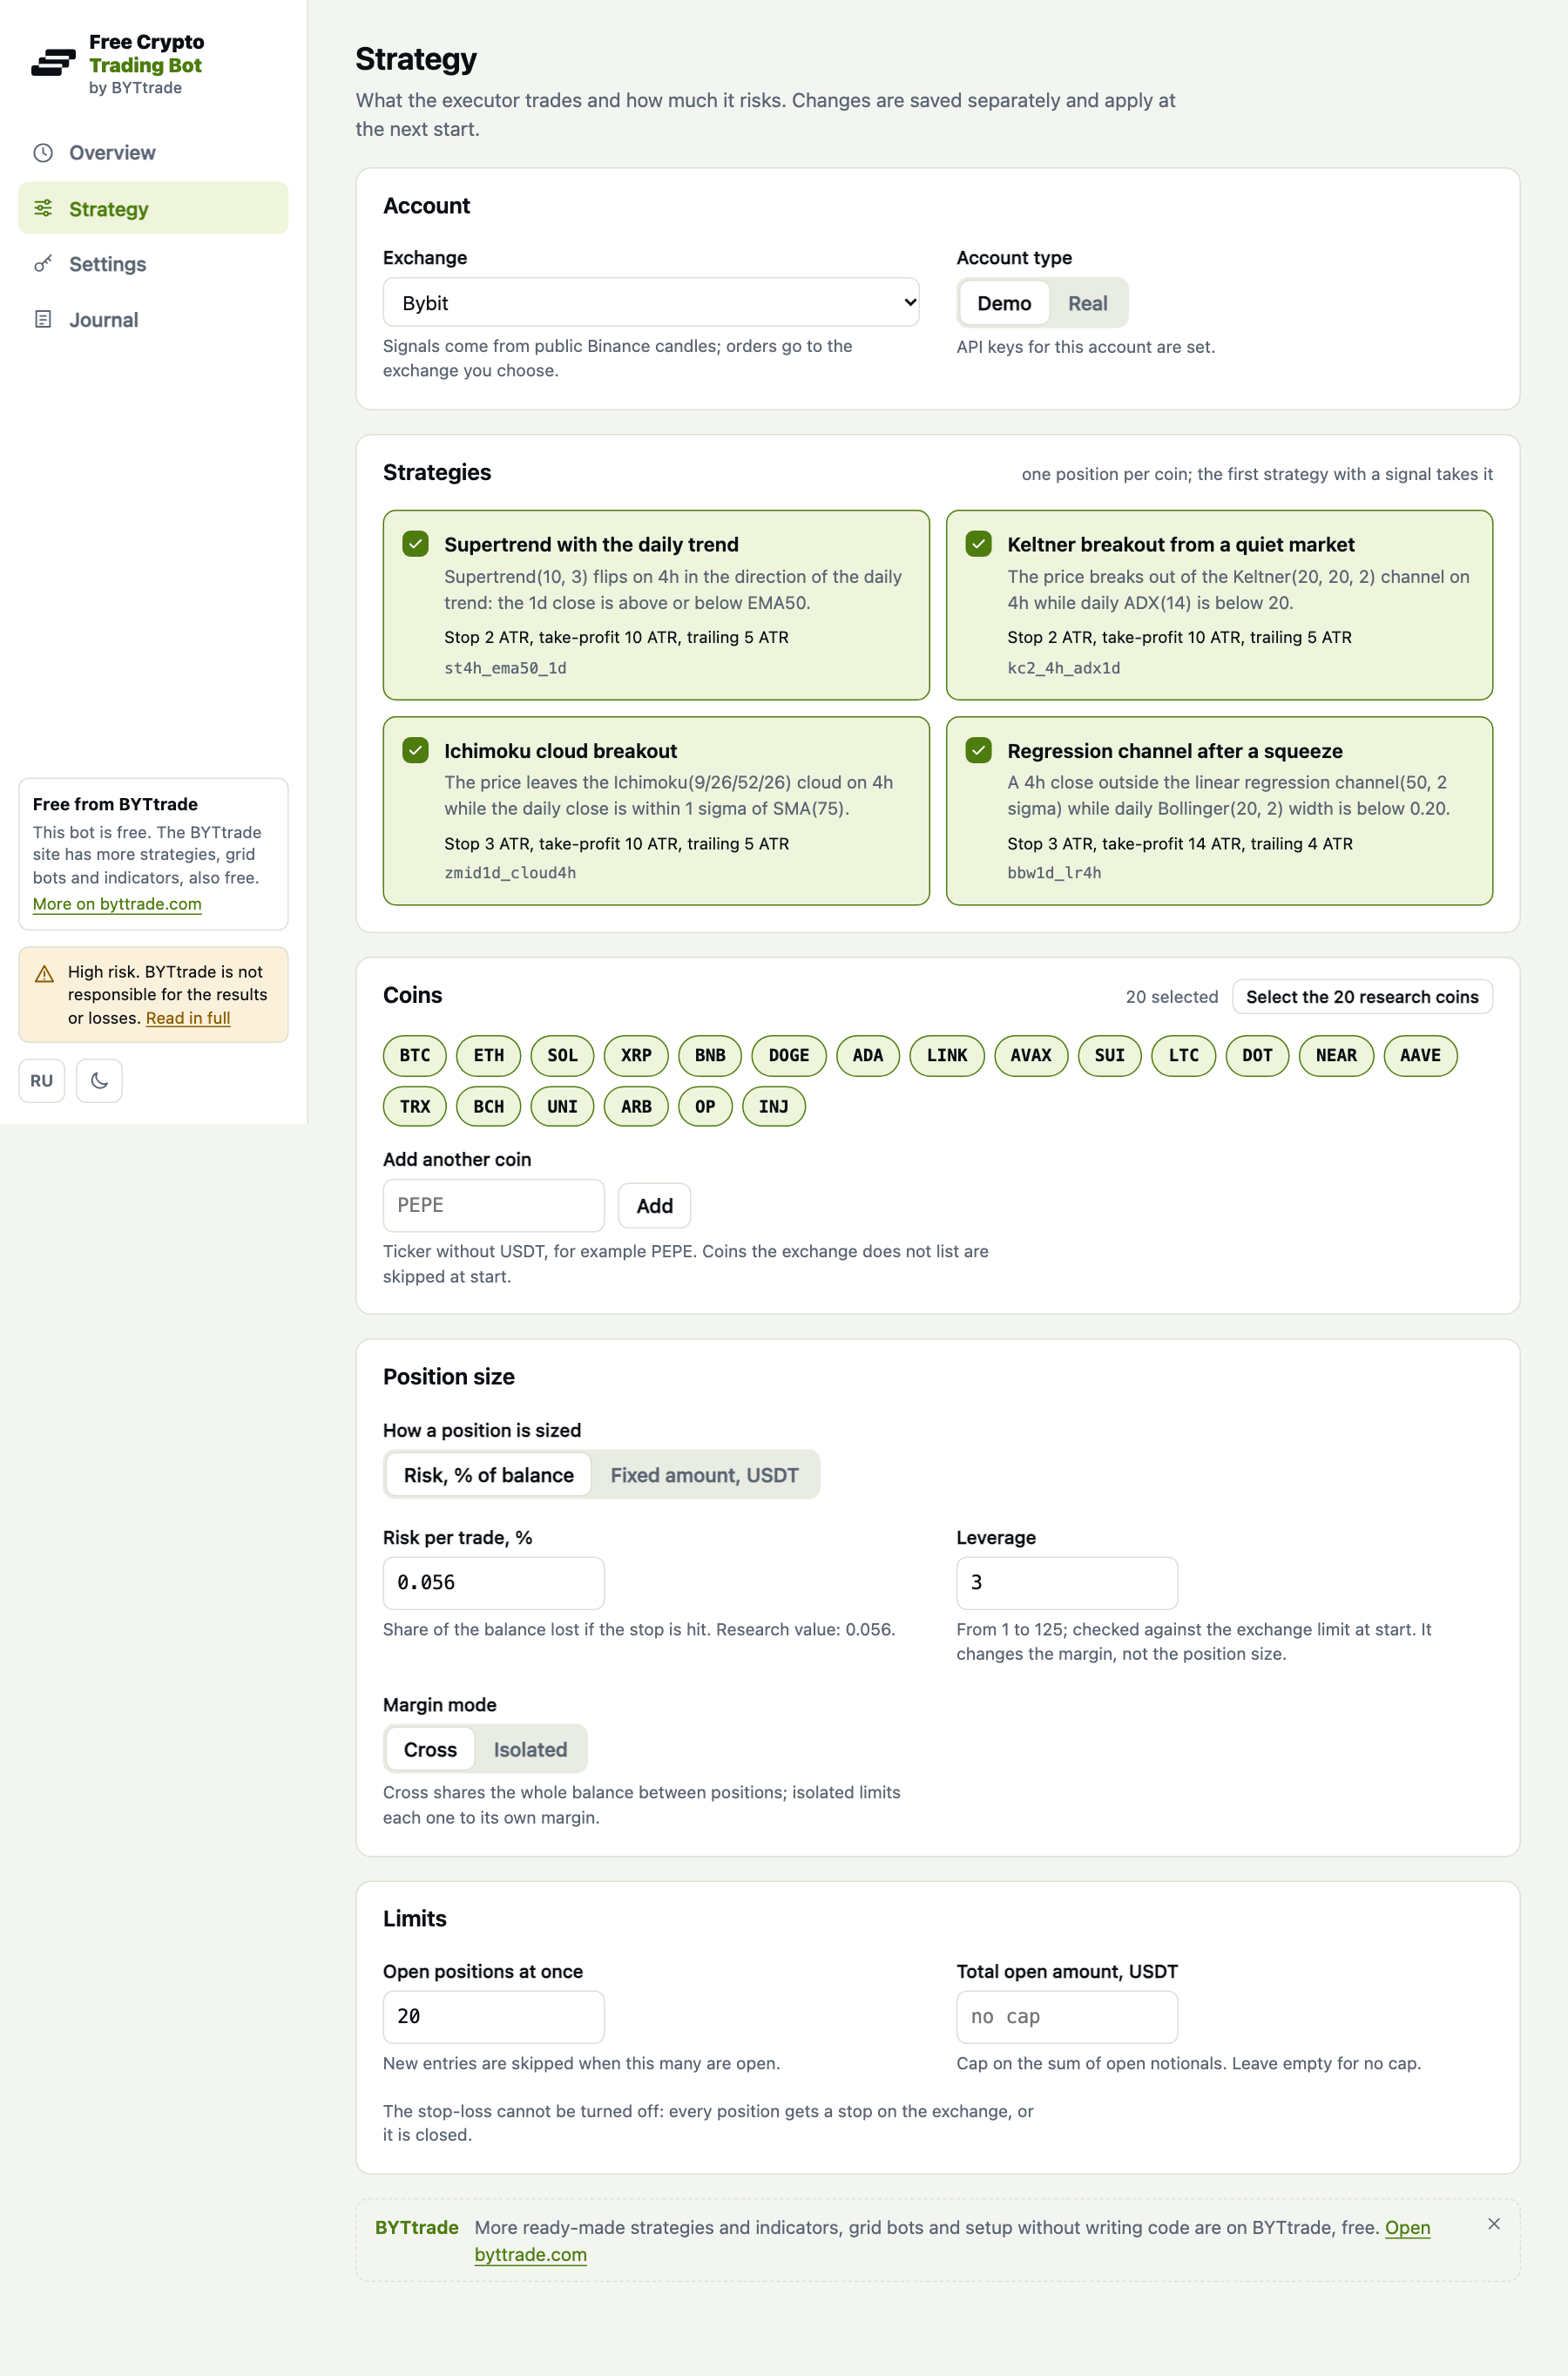 Free Crypto
Trading Bot
by BYTtrade
Overview
Strategy
Settings
Journal
Free from BYTtrade
This bot is free. The BYTtrade
site has more strategies, grid
bots and indicators, also free.
More on byttrade.com
High risk. BYTtrade is not
responsible for the results
or losses. Read in full
RU
Strategy
What the executor trades and how much it risks. Changes are saved separately and apply at
the next start.
Account
Exchange
Bybit
Signals come from public Binance candles; orders go to the
exchange you choose.
Account type
Demo Real
API keys for this account are set.
Strategies
one position per coin; the first strategy with a signal takes it
Supertrend with the daily trend
Supertrend(10, 3) flips on 4h in the direction of the daily
trend: the 1d close is above or below EMA50.
Stop 2 ATR, take-profit 10 ATR, trailing 5 ATR
st4h_ema50_1d
Keltner breakout from a quiet market
The price breaks out of the Keltner(20, 20, 2) channel on
4h while daily ADX(14) is below 20.
Stop 2 ATR, take-profit 10 ATR, trailing 5 ATR
kc2_4h_adx1d
Ichimoku cloud breakout
The price leaves the Ichimoku(9/26/52/26) cloud on 4h
while the daily close is within 1 sigma of SMA(75).
Stop 3 ATR, take-profit 10 ATR, trailing 5 ATR
zmid1d_cloud4h
Regression channel after a squeeze
A 4h close outside the linear regression channel(50, 2
sigma) while daily Bollinger(20, 2) width is below 0.20.
Stop 3 ATR, take-profit 14 ATR, trailing 4 ATR
bbw1d_lr4h
Coins
20 selected
Select the 20 research coins
BTC ETH SOL XRP BNB DOGE ADA LINK AVAX SUI LTC DOT NEAR AAVE
TRX BCH UNI ARB OP INJ
Add another coin
PEPE
Add
Ticker without USDT, for example PEPE. Coins the exchange does not list are
skipped at start.
Position size
How a position is sized
Risk, % of balance Fixed amount, USDT
Risk per trade, %
0.056
Share of the balance lost if the stop is hit. Research value: 0.056.
Leverage
3
From 1 to 125; checked against the exchange limit at start. It
changes the margin, not the position size.
Margin mode
Cross Isolated
Cross shares the whole balance between positions; isolated limits
each one to its own margin.
Limits
Open positions at once
20
New entries are skipped when this many are open.
Total open amount, USDT
no cap
Cap on the sum of open notionals. Leave empty for no cap.
The stop-loss cannot be turned off: every position gets a stop on the exchange, or
it is closed.
BYTtrade More ready-made strategies and indicators, grid bots and setup without writing code are on BYTtrade, free. Open
byttrade.com